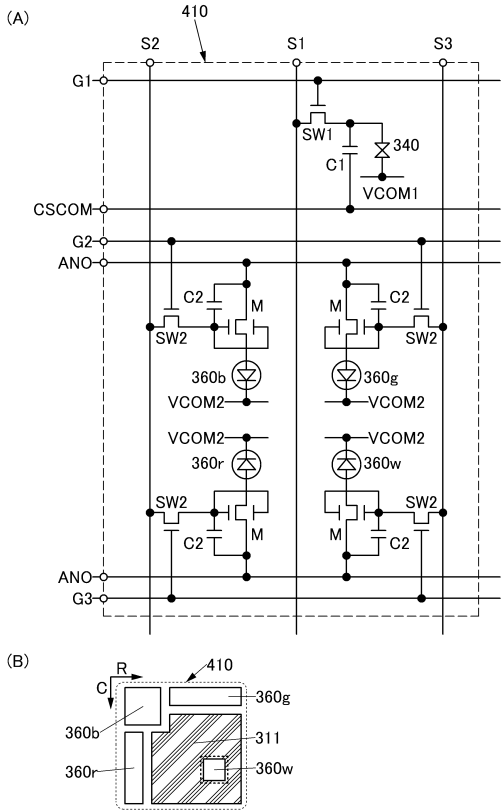 (A)
410
S2 S1 S3
G1
SW1
C1
340
VCOM1
CSCOM
G2
ANO
C2 M M C2
SW2 SW2
360b 360g
VCOM2 VCOM2
VCOM2 VCOM2
360r 360w
SW2 SW2
C2 M M C2
ANO
G3
(B)
R 410
C
360g
360b
311
360r 360w